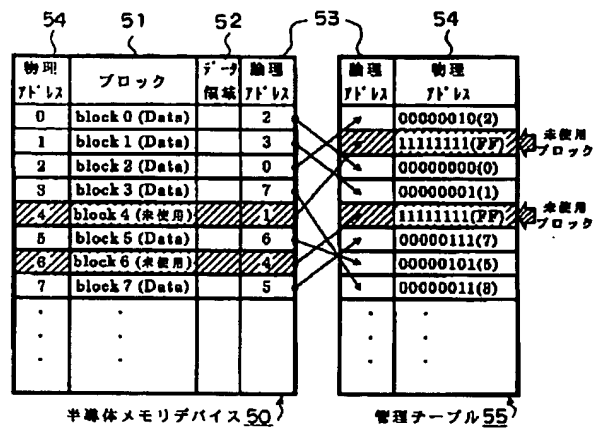 54 51 52 53 54
物理アドレス ブロック データ領域 論理アドレス
0 block 0 (Data) 2
1 block 1 (Data) 3
2 block 2 (Data) 0
3 block 3 (Data) 7
4 block 4 (未使用) 1
5 block 5 (Data) 6
6 block 6 (未使用) 4
7 block 7 (Data) 5
半導体メモリデバイス 50
論理アドレス 物理アドレス
00000010(2)
11111111(FF) 未使用ブロック
00000000(0)
00000001(1)
11111111(FF) 未使用ブロック
00000111(7)
00000101(5)
00000011(3)
管理テーブル 55